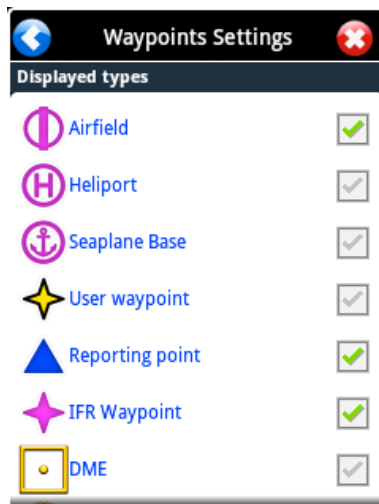 Waypoints Settings
Displayed types
Airfield
H Heliport
Seaplane Base
User waypoint
Reporting point
IFR Waypoint
DME